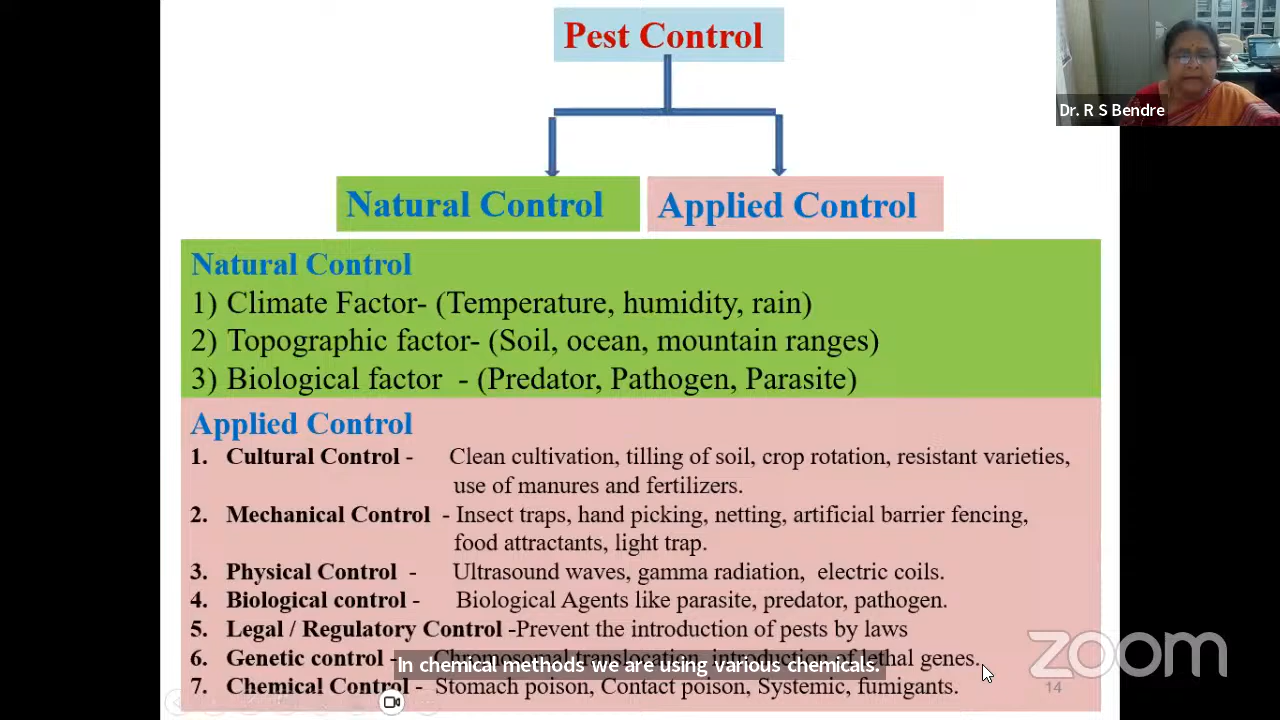 Pest Control
Dr. R S Bendre
Natural Control
Applied Control
Natural Control
1) Climate Factor- (Temperature, humidity, rain)
2) Topographic factor- (Soil, ocean, mountain ranges)
3) Biological factor - (Predator, Pathogen, Parasite)
Applied Control
1. Cultural Control - Clean cultivation, tilling of soil, crop rotation, resistant varieties,
use of manures and fertilizers.
2. Mechanical Control - Insect traps, hand picking, netting, artificial barrier fencing,
food attractants, light trap.
3. Physical Control - Ultrasound waves, gamma radiation, electric coils.
4. Biological control - Biological Agents like parasite, predator, pathogen.
5. Legal / Regulatory Control -Prevent the introduction of pests by laws
6. Genetic control - Chromosomal translocation, introduction of lethal genes.
In chemical methods we are using various chemicals.
7. Chemical Control - Stomach poison, Contact poison, Systemic, fumigants.
zoom
14